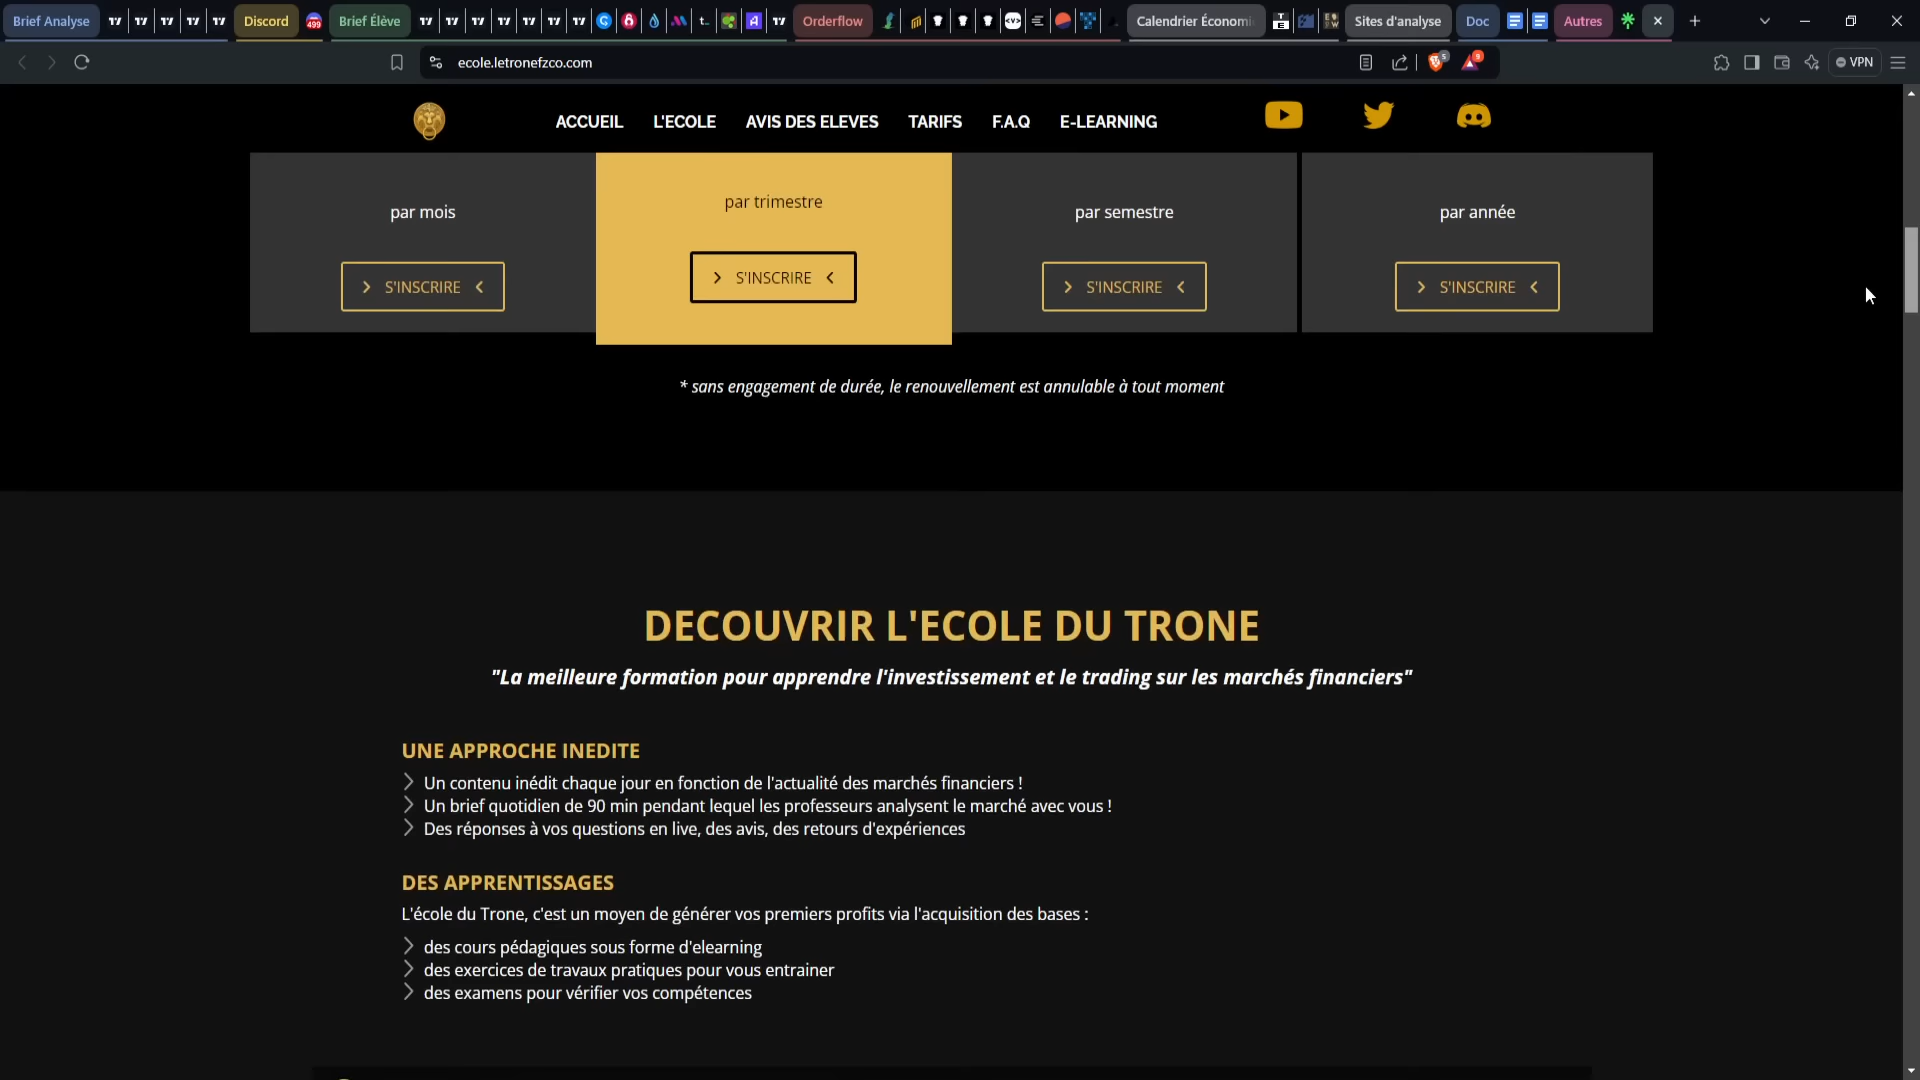 Brief Analyse
Discord
Brief Élève
Orderflow
Calendrier Économi
Sites d'analyse
Doc
Autres
ecole.letronefzco.com
VPN
ACCUEIL
L'ECOLE
AVIS DES ELEVES
TARIFS
F.A.Q
E-LEARNING
par mois
par trimestre
par semestre
par année
S'INSCRIRE
S'INSCRIRE
S'INSCRIRE
S'INSCRIRE
* sans engagement de durée, le renouvellement est annulable à tout moment
DECOUVRIR L'ECOLE DU TRONE
"La meilleure formation pour apprendre l'investissement et le trading sur les marchés financiers"
UNE APPROCHE INEDITE
Un contenu inédit chaque jour en fonction de l'actualité des marchés financiers !
Un brief quotidien de 90 min pendant lequel les professeurs analysent le marché avec vous !
Des réponses à vos questions en live, des avis, des retours d'expériences
DES APPRENTISSAGES
L'école du Trone, c'est un moyen de générer vos premiers profits via l'acquisition des bases :
des cours pédagiques sous forme d'elearning
des exercices de travaux pratiques pour vous entrainer
des examens pour vérifier vos compétences